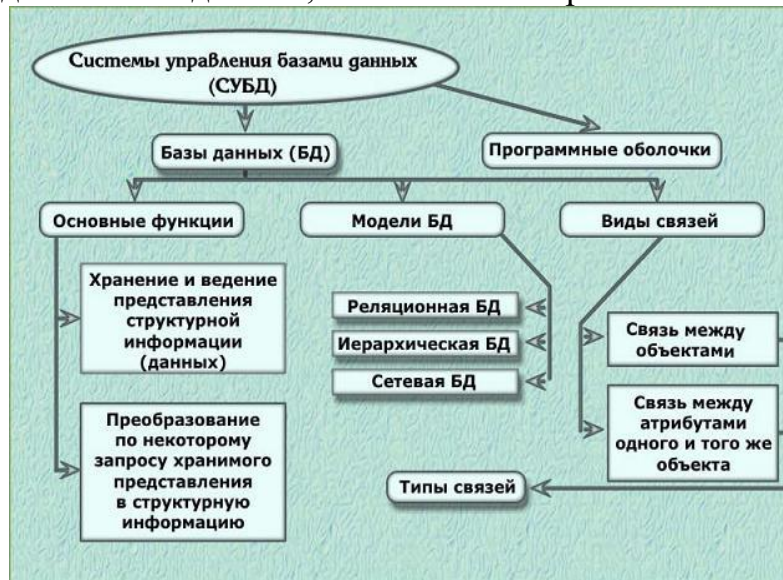 Системы управления базами данных
(СУБД)
Базы данных (БД)
Программные оболочки
Основные функции
Модели БД
Виды связей
Хранение и ведение
представления
структурной
информации
(данных)
Реляционная БД
Иерархическая БД
Сетевая БД
Связь между
объектами
Преобразование
по некоторому
запросу хранимого
представления
в структурную
информацию
Связь между
атрибутами
одного и того же
объекта
Типы связей